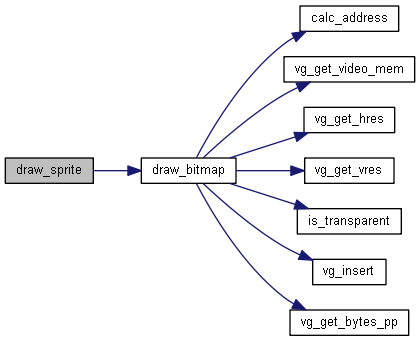 draw_sprite
draw_bitmap
calc_address
vg_get_video_mem
vg_get_hres
vg_get_vres
is_transparent
vg_insert
vg_get_bytes_pp